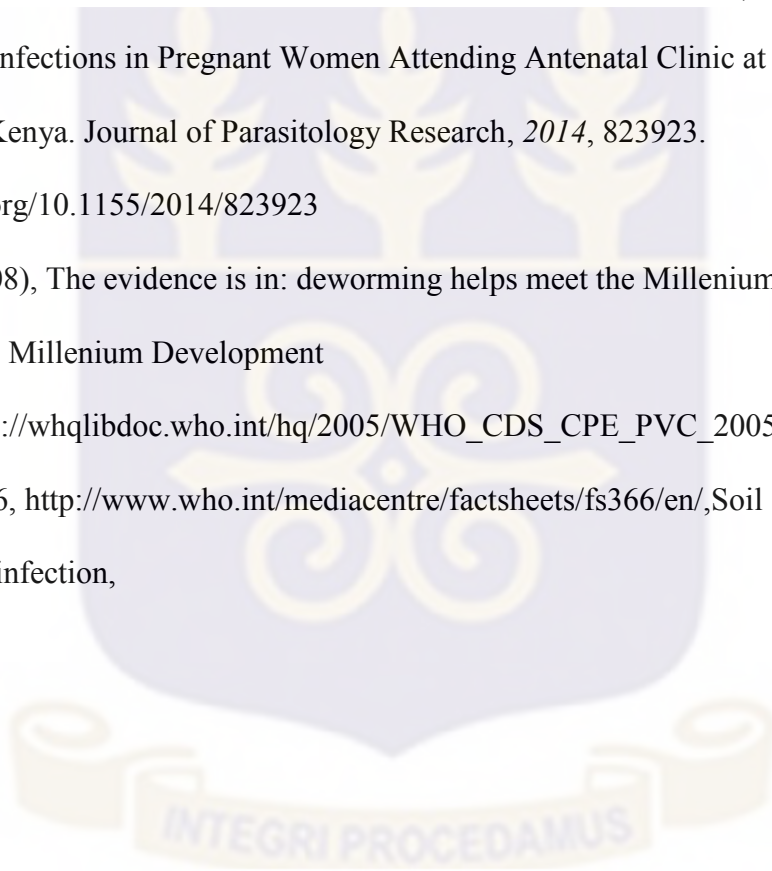 nfections in Pregnant Women Attending Antenatal Clinic at
Kenya. Journal of Parasitology Research, 2014, 823923.
org/10.1155/2014/823923
08), The evidence is in: deworming helps meet the Millenium
Millenium Development
://whqlibdoc.who.int/hq/2005/WHO_CDS_CPE_PVC_2005
6, http://www.who.int/mediacentre/factsheets/fs366/en/,Soil
infection,
INTEGRI PROCEDAMUS